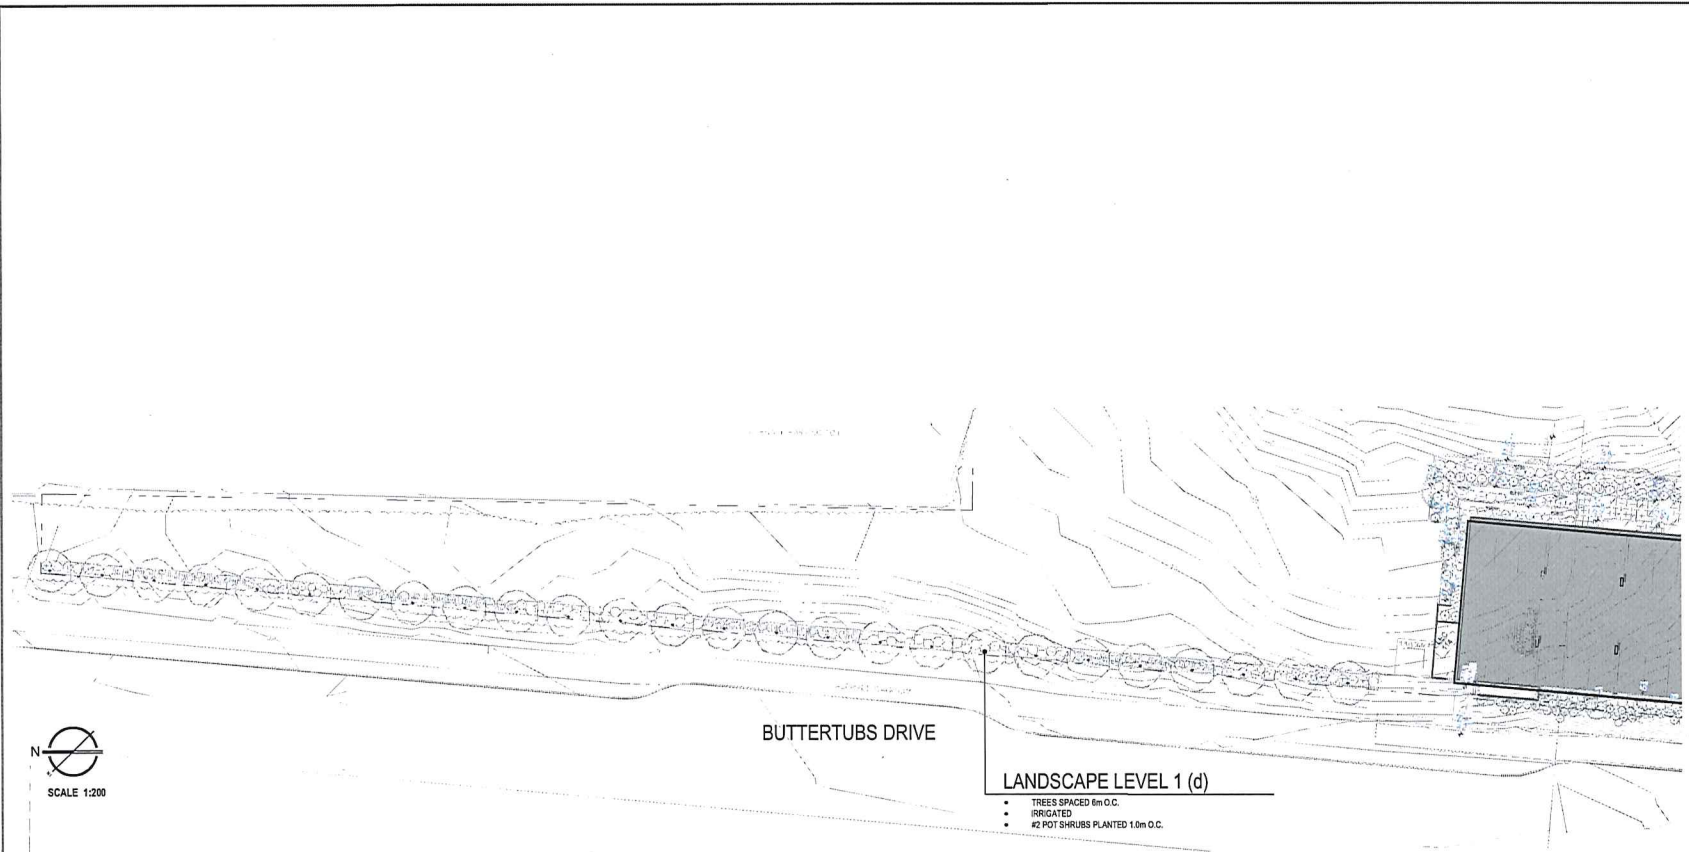 BUTTERTUBS DRIVE
N
SCALE 1:200
LANDSCAPE LEVEL 1 (d)
• TREES SPACED 6m O.C.
• IRRIGATED
• #2 POT SHRUBS PLANTED 1.0m O.C.